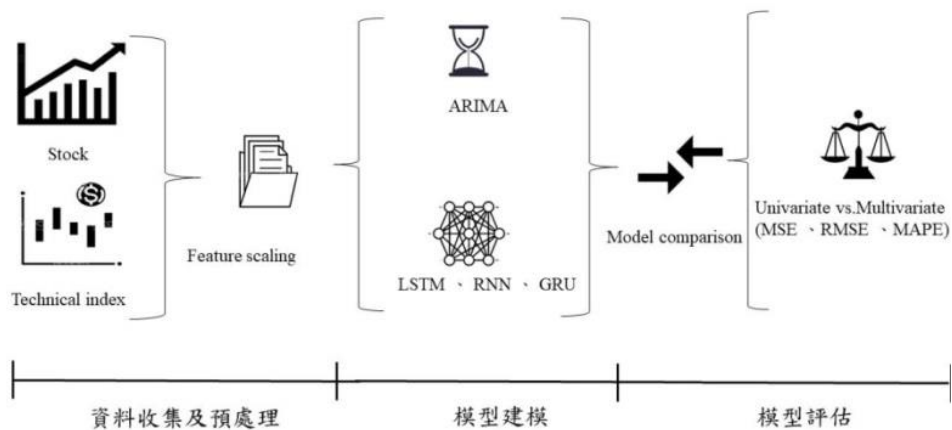 Stock
Technical index
Feature scaling
ARIMA
LSTM 、 RNN 、 GRU
Model comparison
Univariate vs.Multivariate
(MSE 、RMSE 、MAPE)
資料收集及預處理
模型建模
模型評估